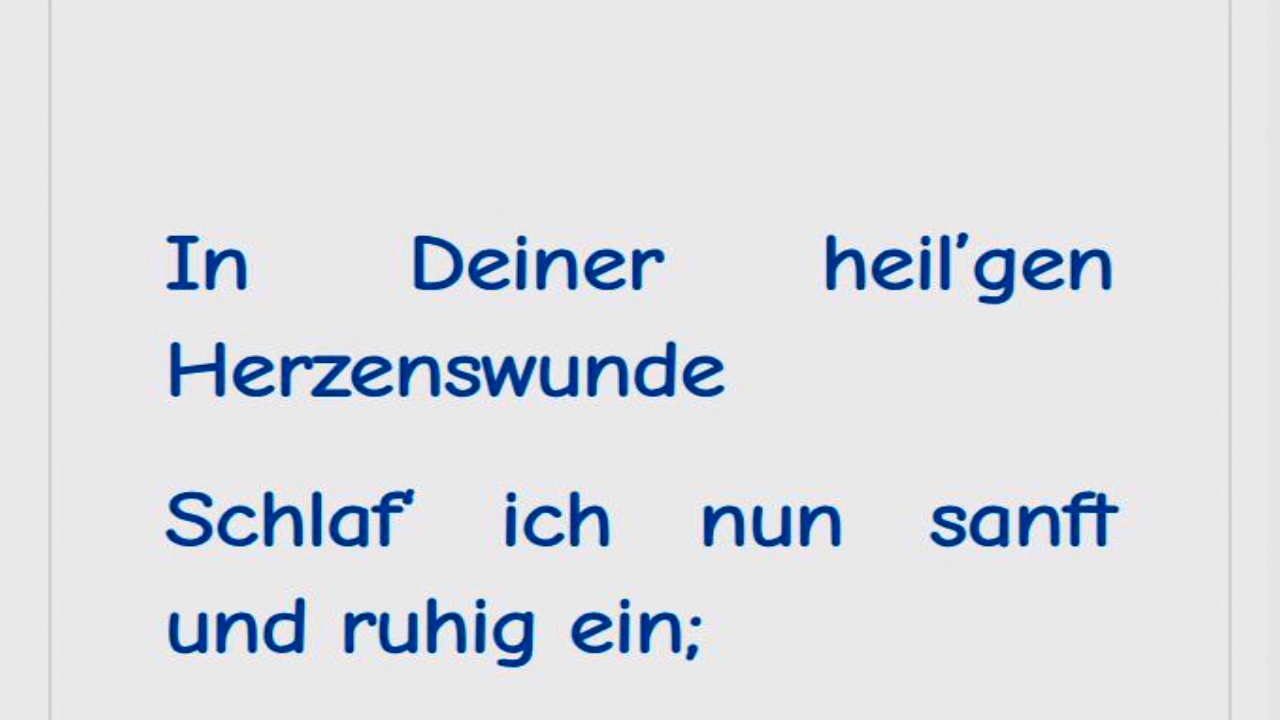 In Deiner heil'gen
Herzenswunde
Schlaf' ich nun sanft
und ruhig ein;